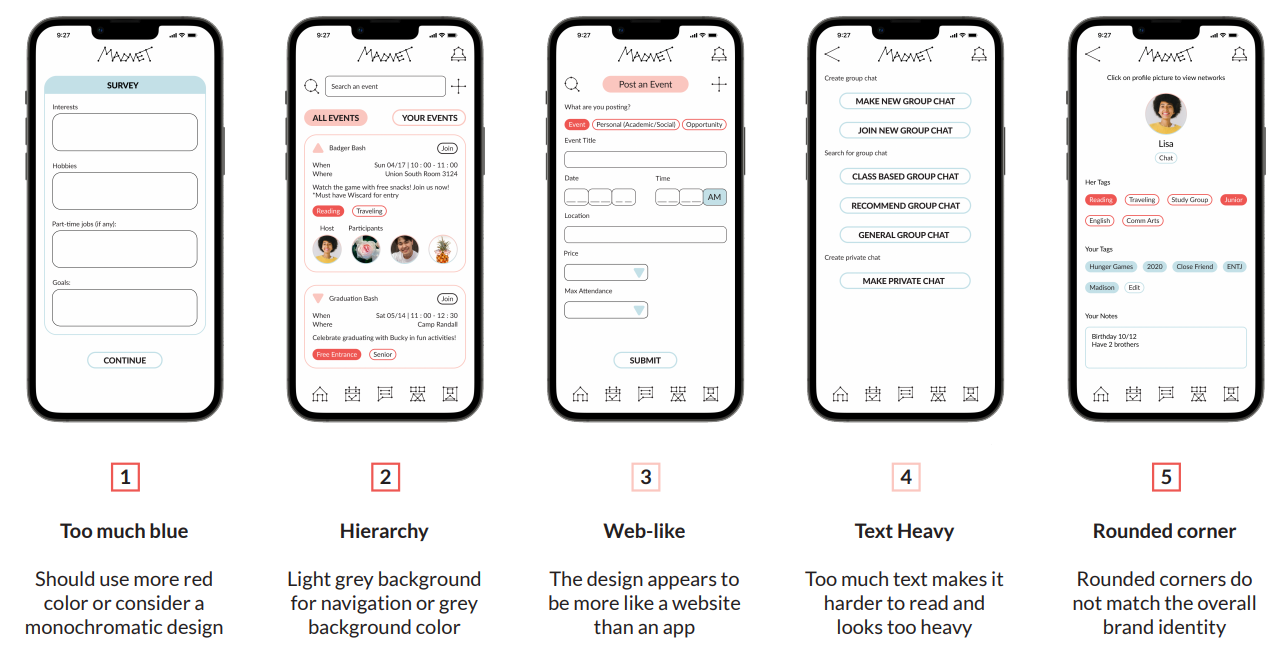 9:27
MAGNET
SURVEY
Interests
Hobbies
Part-time jobs (if any):
Goals:
CONTINUE
9:27
MAGNET
Search an event
ALL EVENTS
YOUR EVENTS
Badger Bash
Join
When
Sun 04/17 | 10 : 00 - 11 : 00
Where
Union South Room 3124
Watch the game with free snacks! Join us now!
*Must have Wiscard for entry
Reading
Traveling
Host
Participants
Graduation Bash
Join
When
Sat 05/14 | 11 : 00 - 12 : 30
Where
Camp Randall
Celebrate graduating with Bucky in fun activities!
Free Entrance
Senior
9:27
MAGNET
Post an Event
What are you posting?
Event
Personal (Academic/Social)
Opportunity
Event Title
Date
Time
AM
Location
Price
Max Attendance
SUBMIT
9:27
MAGNET
Create group chat
MAKE NEW GROUP CHAT
JOIN NEW GROUP CHAT
Search for group chat
CLASS BASED GROUP CHAT
RECOMMEND GROUP CHAT
GENERAL GROUP CHAT
Create private chat
MAKE PRIVATE CHAT
9:27
MAGNET
Click on profile picture to view networks
Lisa
Chat
Her Tags
Reading
Traveling
Study Group
Junior
English
Comm Arts
Your Tags
Hunger Games
2020
Close Friend
ENTJ
Madison
Edit
Your Notes
Birthday 10/12
Have 2 brothers
1
Too much blue
Should use more red
color or consider a
monochromatic design
2
Hierarchy
Light grey background
for navigation or grey
background color
3
Web-like
The design appears to
be more like a website
than an app
4
Text Heavy
Too much text makes it
harder to read and
looks too heavy
5
Rounded corner
Rounded corners do
not match the overall
brand identity